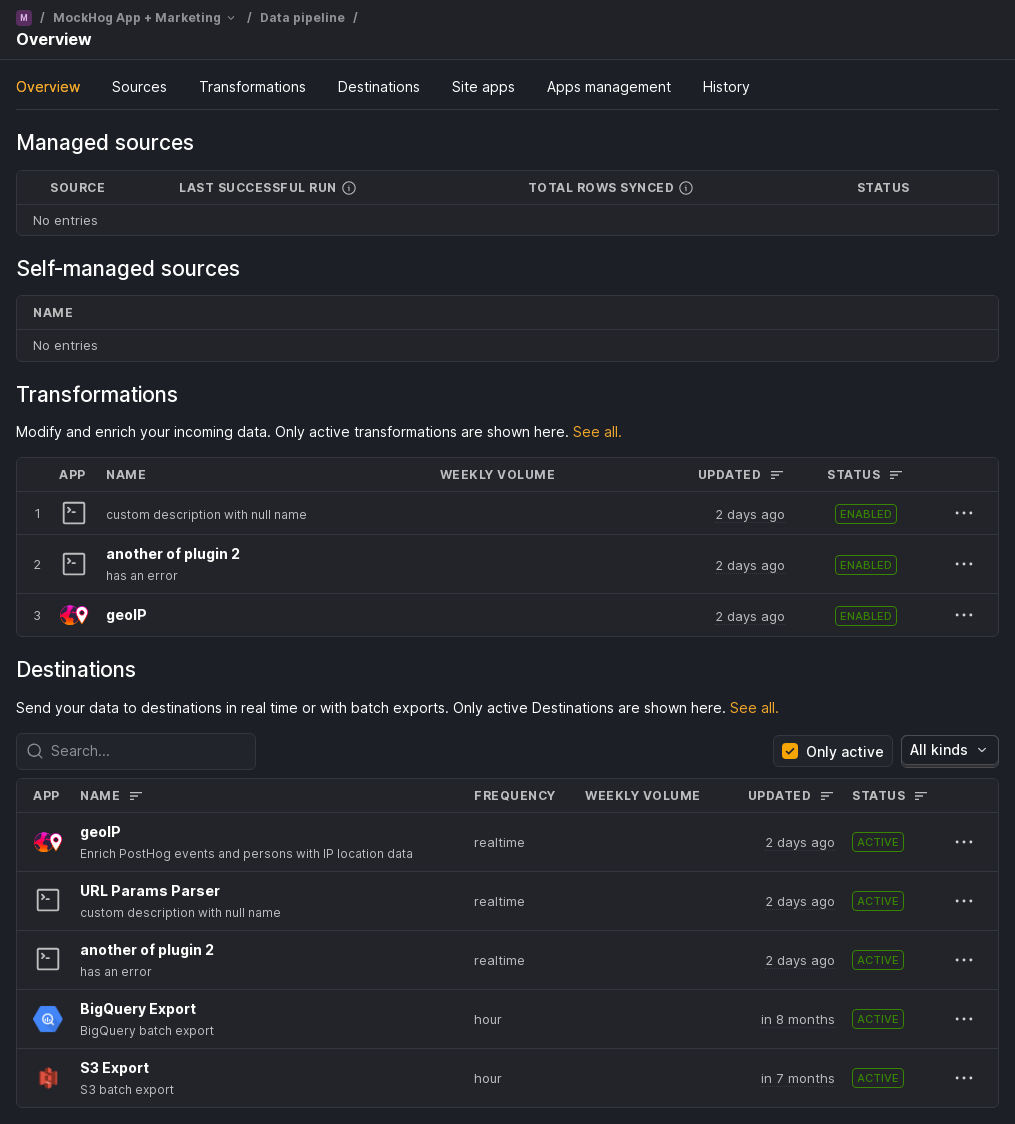 M / MockHog App + Marketing / Data pipeline /
Overview
Overview Sources Transformations Destinations Site apps Apps management History
Managed sources
SOURCE LAST SUCCESSFUL RUN TOTAL ROWS SYNCED STATUS
No entries
Self-managed sources
NAME
No entries
Transformations
Modify and enrich your incoming data. Only active transformations are shown here. See all.
APP NAME WEEKLY VOLUME UPDATED STATUS
1 custom description with null name 2 days ago ENABLED
another of plugin 2
2 2 days ago ENABLED
has an error
3 geoIP 2 days ago ENABLED
Destinations
Send your data to destinations in real time or with batch exports. Only active Destinations are shown here. See all.
Search... Only active All kinds
APP NAME FREQUENCY WEEKLY VOLUME UPDATED STATUS
geoIP
realtime 2 days ago ACTIVE
Enrich PostHog events and persons with IP location data
URL Params Parser
realtime 2 days ago ACTIVE
custom description with null name
another of plugin 2
realtime 2 days ago ACTIVE
has an error
BigQuery Export
hour in 8 months ACTIVE
BigQuery batch export
S3 Export
hour in 7 months ACTIVE
S3 batch export